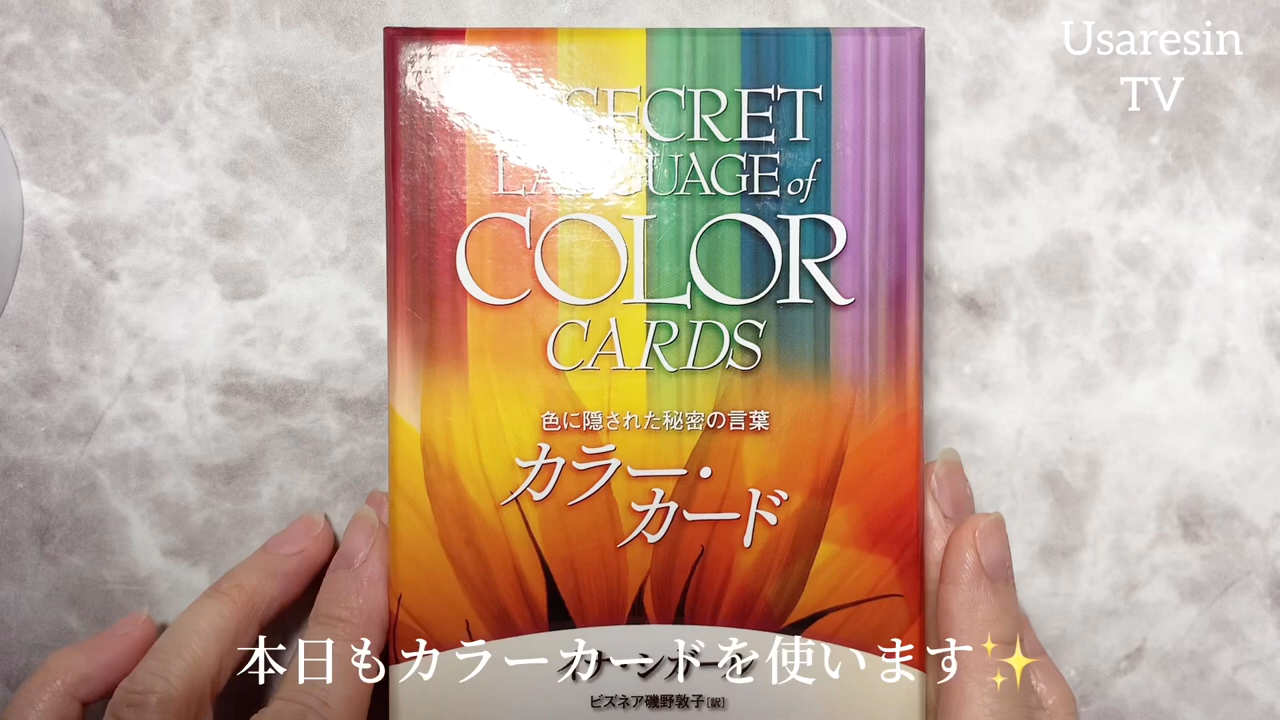 Usaresin
TV
SECRET
LANGUAGE of
COLOR
CARDS
色に隠された秘密の言葉
カラー・
カード
本日もカラーカードを使います✨
ビズネア磯野敦子[訳]